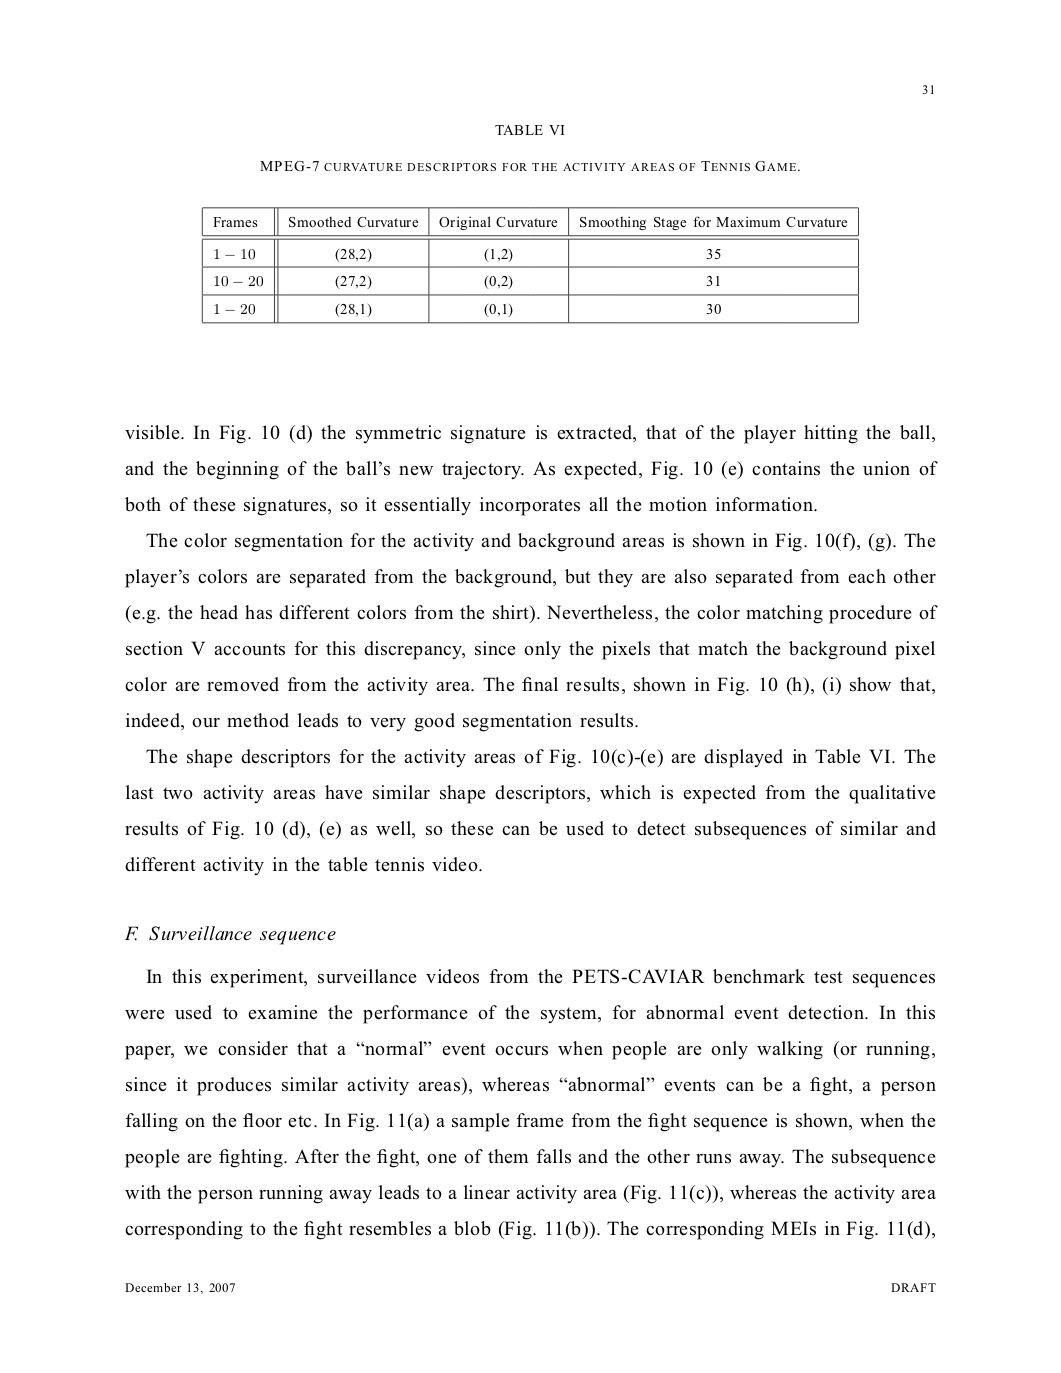 31
TABLE VI
MPEG-7 CURVATURE DESCRIPTORS FOR THE ACTIVITY AREAS OF TENNIS GAME.
Frames Smoothed Curvature Original Curvature Smoothing Stage for Maximum Curvature
1 − 10 (28,2) (1,2) 35
10 − 20 (27,2) (0,2) 31
1 − 20 (28,1) (0,1) 30
visible. In Fig. 10 (d) the symmetric signature is extracted, that of the player hitting the ball,
and the beginning of the ball's new trajectory. As expected, Fig. 10 (e) contains the union of
both of these signatures, so it essentially incorporates all the motion information.
The color segmentation for the activity and background areas is shown in Fig. 10(f), (g). The
player's colors are separated from the background, but they are also separated from each other
(e.g. the head has different colors from the shirt). Nevertheless, the color matching procedure of
section V accounts for this discrepancy, since only the pixels that match the background pixel
color are removed from the activity area. The final results, shown in Fig. 10 (h), (i) show that,
indeed, our method leads to very good segmentation results.
The shape descriptors for the activity areas of Fig. 10(c)-(e) are displayed in Table VI. The
last two activity areas have similar shape descriptors, which is expected from the qualitative
results of Fig. 10 (d), (e) as well, so these can be used to detect subsequences of similar and
different activity in the table tennis video.
F. Surveillance sequence
In this experiment, surveillance videos from the PETS-CAVIAR benchmark test sequences
were used to examine the performance of the system, for abnormal event detection. In this
paper, we consider that a “normal” event occurs when people are only walking (or running,
since it produces similar activity areas), whereas “abnormal” events can be a fight, a person
falling on the floor etc. In Fig. 11(a) a sample frame from the fight sequence is shown, when the
people are fighting. After the fight, one of them falls and the other runs away. The subsequence
with the person running away leads to a linear activity area (Fig. 11(c)), whereas the activity area
corresponding to the fight resembles a blob (Fig. 11(b)). The corresponding MEIs in Fig. 11(d),
December 13, 2007 DRAFT